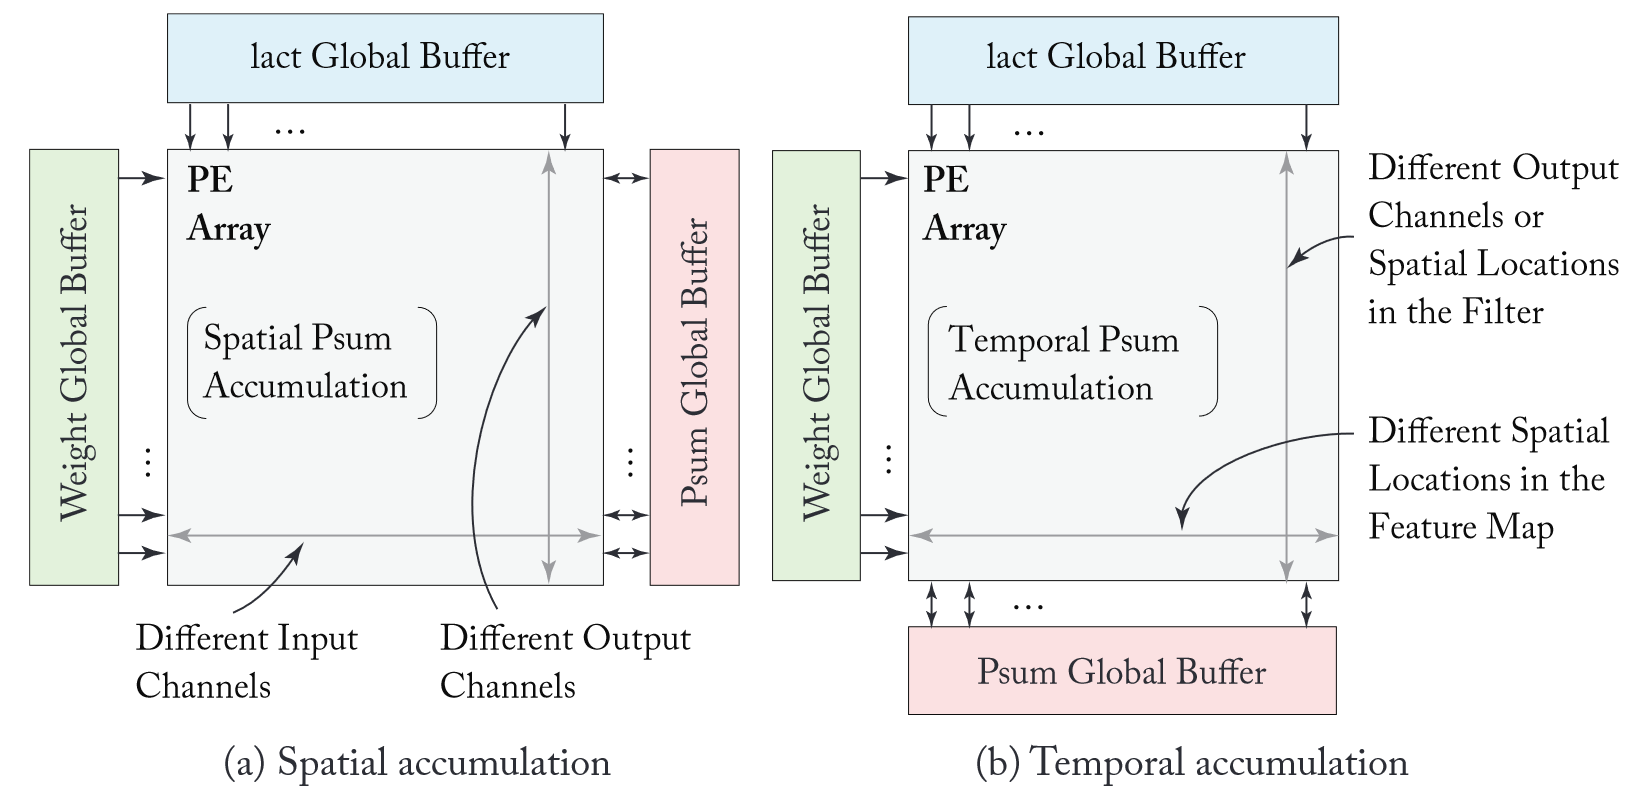 lact Global Buffer
Weight Global Buffer
PE
Array
Spatial Psum
Accumulation
Psum Global Buffer
Different Input
Channels
Different Output
Channels
(a) Spatial accumulation
lact Global Buffer
Weight Global Buffer
PE
Array
Temporal Psum
Accumulation
Different Output
Channels or
Spatial Locations
in the Filter
Different Spatial
Locations in the
Feature Map
Psum Global Buffer
(b) Temporal accumulation